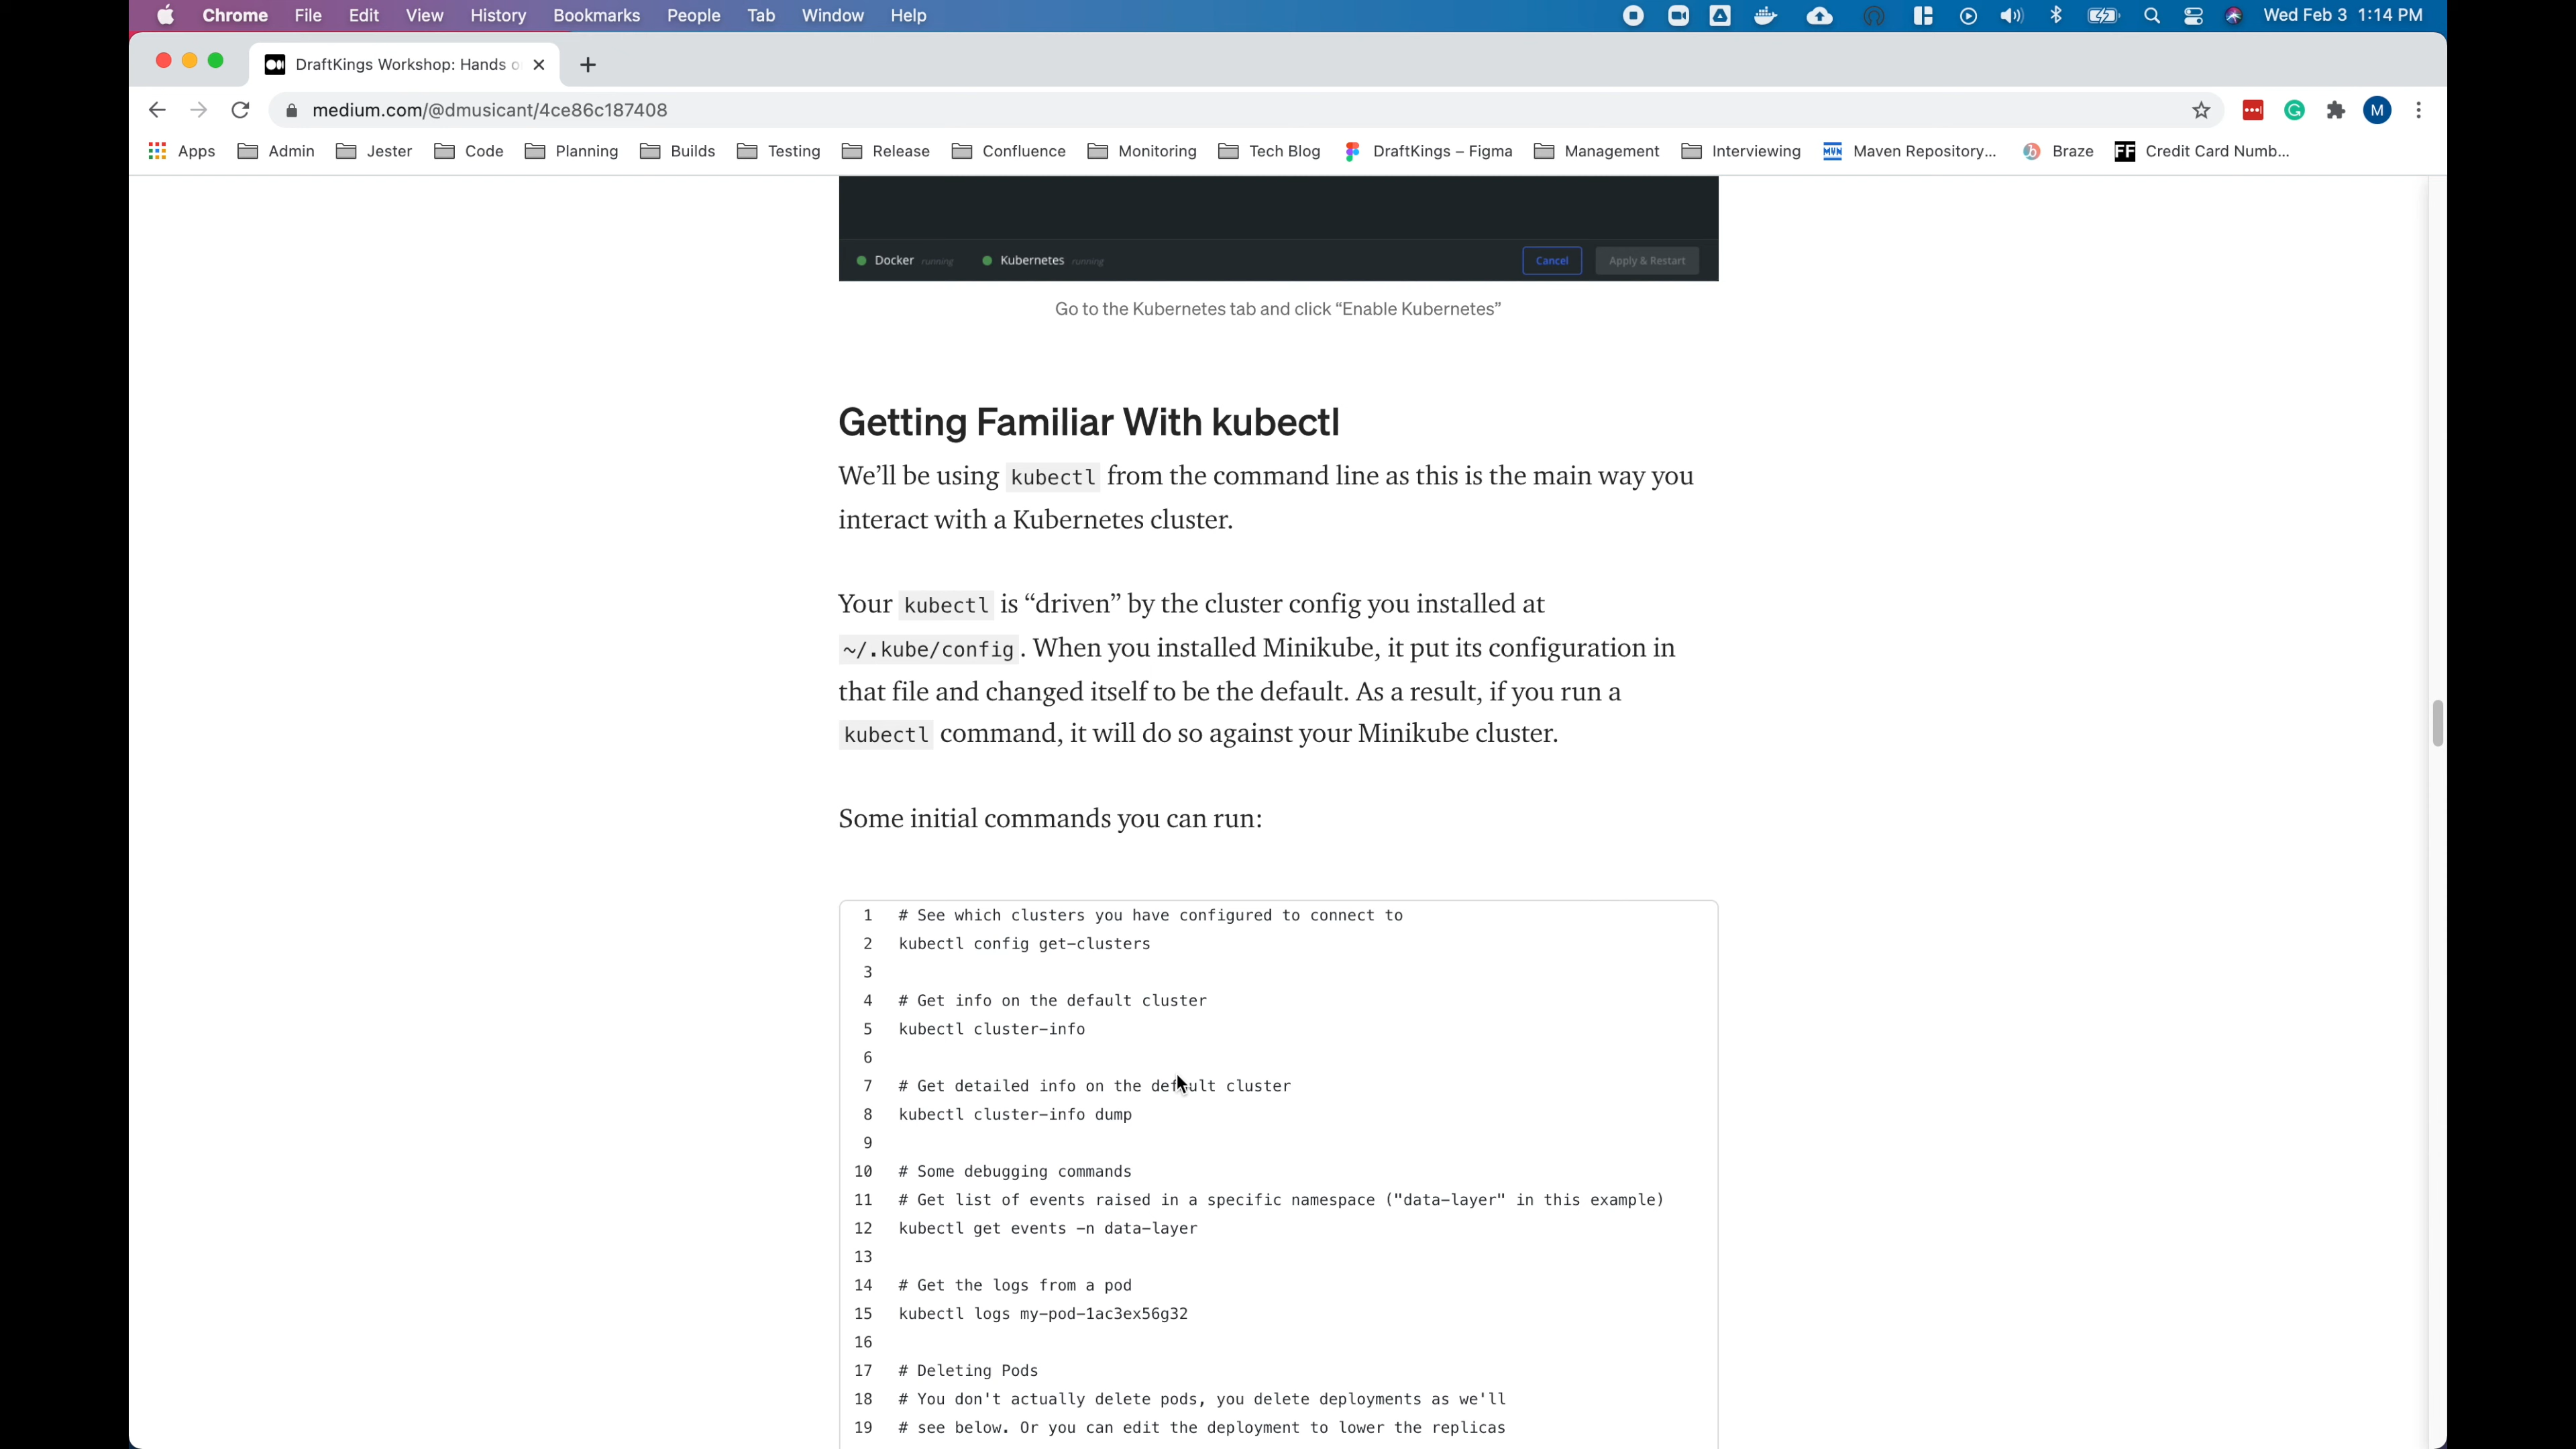 Chrome File Edit View History Bookmarks People Tab Window Help Wed Feb 3 1:14 PM
DraftKings Workshop: Hands o
medium.com/@dmusicant/4ce86c187408 M
Apps Admin Jester Code Planning Builds Testing Release Confluence Monitoring Tech Blog DraftKings – Figma Management Interviewing MVN Maven Repository... Braze FF Credit Card Numb...
Docker running Kubernetes running Cancel Apply & Restart
Go to the Kubernetes tab and click “Enable Kubernetes”
Getting Familiar With kubectl
We’ll be using kubectl from the command line as this is the main way you
interact with a Kubernetes cluster.
Your kubectl is “driven” by the cluster config you installed at
~/.kube/config . When you installed Minikube, it put its configuration in
that file and changed itself to be the default. As a result, if you run a
kubectl command, it will do so against your Minikube cluster.
Some initial commands you can run:
1 # See which clusters you have configured to connect to
2 kubectl config get-clusters
3
4 # Get info on the default cluster
5 kubectl cluster-info
6
7 # Get detailed info on the default cluster
8 kubectl cluster-info dump
9
10 # Some debugging commands
11 # Get list of events raised in a specific namespace ("data-layer" in this example)
12 kubectl get events -n data-layer
13
14 # Get the logs from a pod
15 kubectl logs my-pod-1ac3ex56g32
16
17 # Deleting Pods
18 # You don't actually delete pods, you delete deployments as we'll
19 # see below. Or you can edit the deployment to lower the replicas